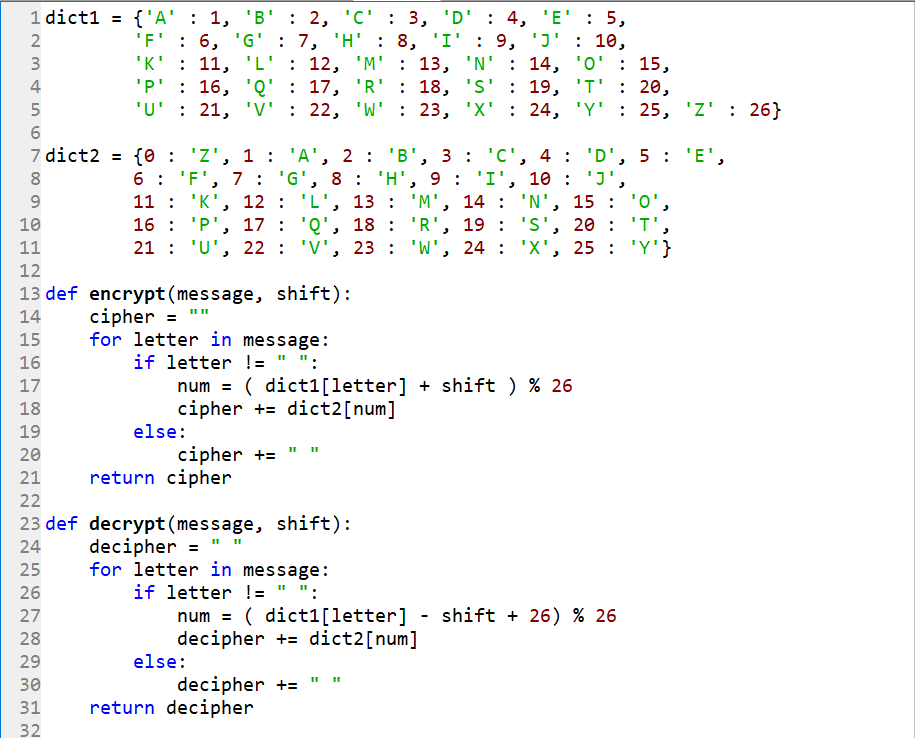 1 dict1 = {'A' : 1, 'B' : 2, 'C' : 3, 'D' : 4, 'E' : 5,
2         'F' : 6, 'G' : 7, 'H' : 8, 'I' : 9, 'J' : 10,
3         'K' : 11, 'L' : 12, 'M' : 13, 'N' : 14, 'O' : 15,
4         'P' : 16, 'Q' : 17, 'R' : 18, 'S' : 19, 'T' : 20,
5         'U' : 21, 'V' : 22, 'W' : 23, 'X' : 24, 'Y' : 25, 'Z' : 26}
6
7 dict2 = {0 : 'Z', 1 : 'A', 2 : 'B', 3 : 'C', 4 : 'D', 5 : 'E',
8         6 : 'F', 7 : 'G', 8 : 'H', 9 : 'I', 10 : 'J',
9         11 : 'K', 12 : 'L', 13 : 'M', 14 : 'N', 15 : 'O',
10         16 : 'P', 17 : 'Q', 18 : 'R', 19 : 'S', 20 : 'T',
11         21 : 'U', 22 : 'V', 23 : 'W', 24 : 'X', 25 : 'Y'}
12
13 def encrypt(message, shift):
14     cipher = ""
15     for letter in message:
16         if letter != " ":
17             num = ( dict1[letter] + shift ) % 26
18             cipher += dict2[num]
19         else:
20             cipher += " "
21     return cipher
22
23 def decrypt(message, shift):
24     decipher = " "
25     for letter in message:
26         if letter != " ":
27             num = ( dict1[letter] - shift + 26) % 26
28             decipher += dict2[num]
29         else:
30             decipher += " "
31     return decipher
32